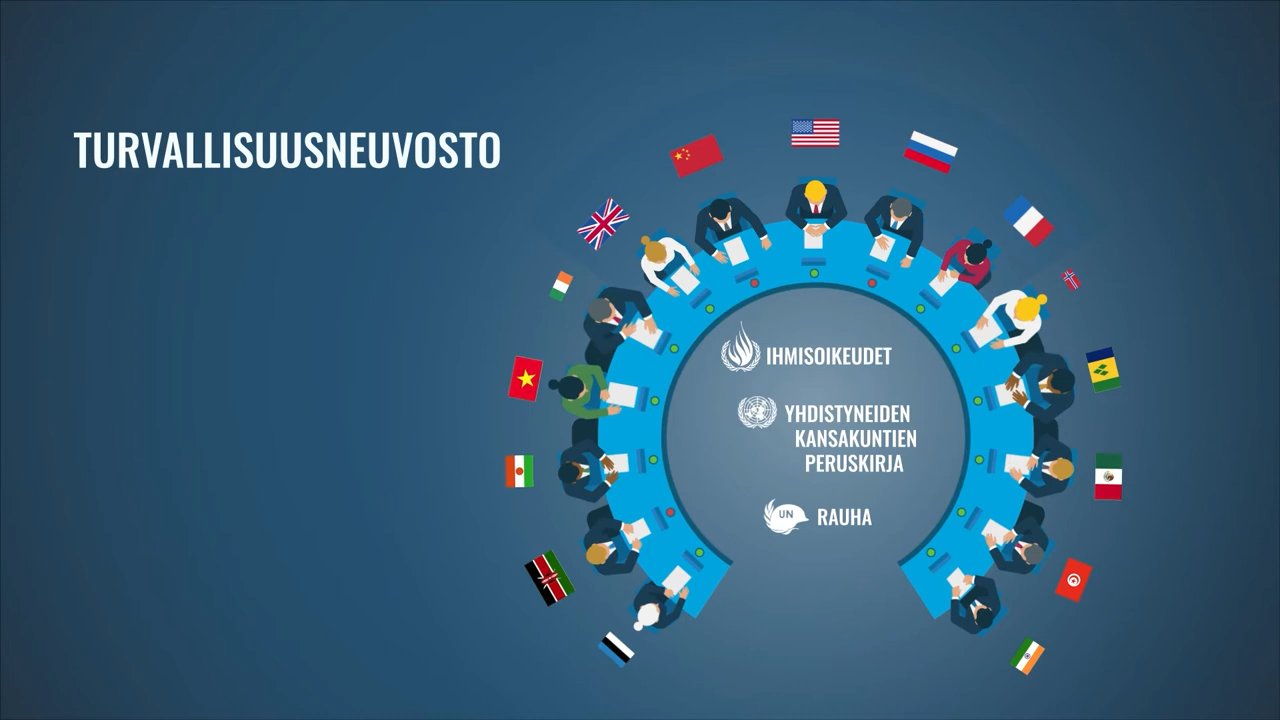 TURVALLISUUSNEUVOSTO
IHMISOIKEUDET
YHDISTYNEIDEN
KANSAKUNTIEN
PERUSKIRJA
UN
RAUHA